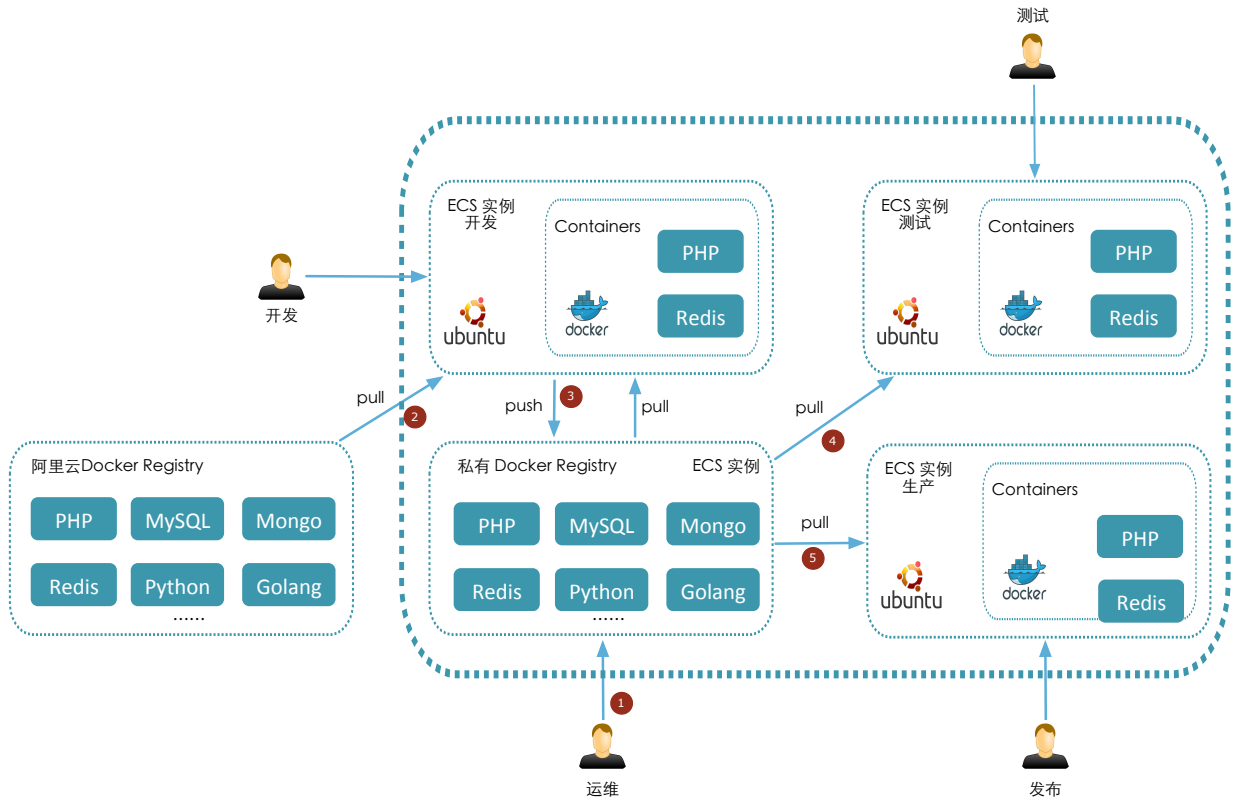 测试
ECS 实例
开发
Containers
PHP
Redis
ubuntu
docker
ECS 实例
测试
Containers
PHP
Redis
ubuntu
docker
开发
pull
2
push
3
pull
pull
4
阿里云Docker Registry
PHP
MySQL
Mongo
Redis
Python
Golang
......
私有 Docker Registry
ECS 实例
PHP
MySQL
Mongo
Redis
Python
Golang
......
pull
5
ECS 实例
生产
Containers
PHP
Redis
ubuntu
docker
1
运维
发布